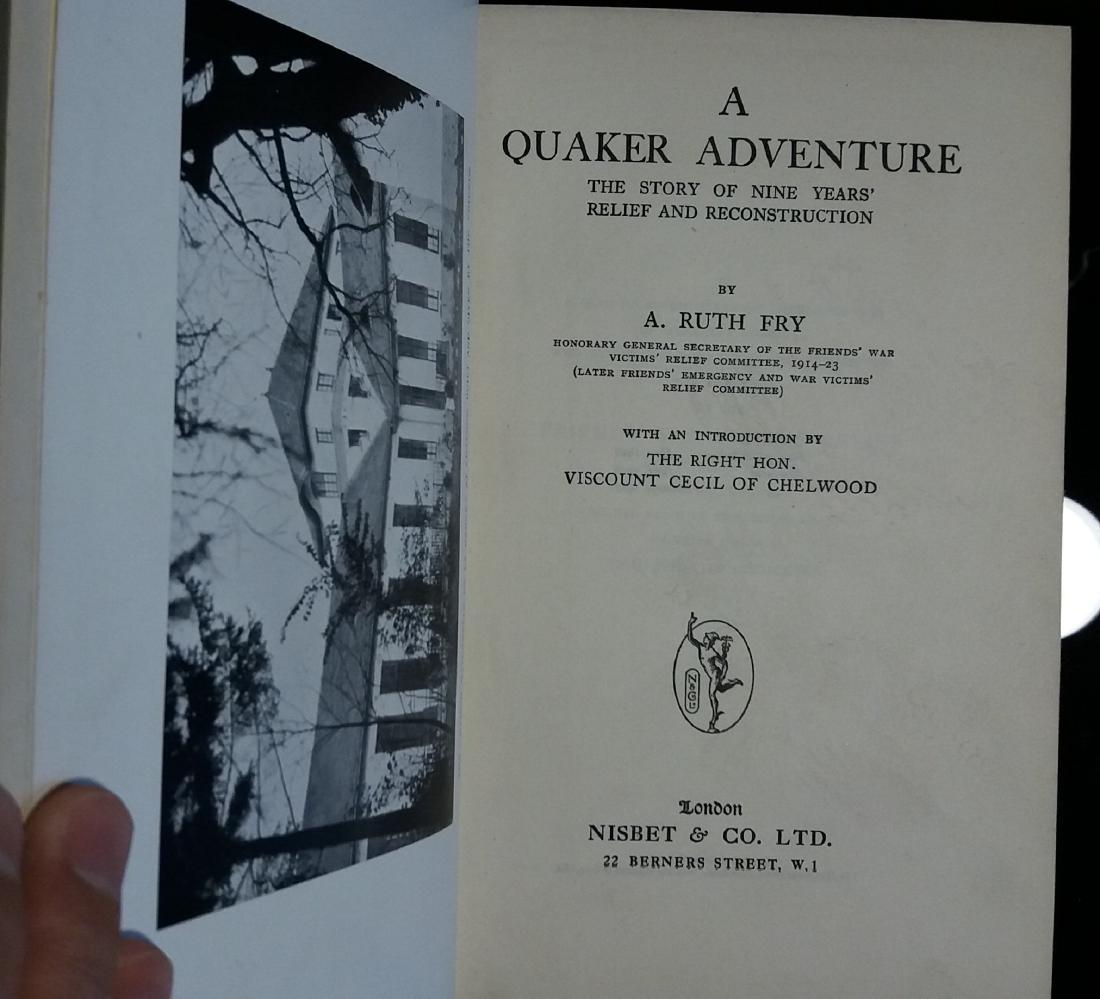 A
QUAKER ADVENTURE
THE STORY OF NINE YEARS'
RELIEF AND RECONSTRUCTION
BY
A. RUTH FRY
HONORARY GENERAL SECRETARY OF THE FRIENDS' WAR
VICTIMS' RELIEF COMMITTEE, 1914–23
(LATER FRIENDS' EMERGENCY AND WAR VICTIMS'
RELIEF COMMITTEE)
WITH AN INTRODUCTION BY
THE RIGHT HON.
VISCOUNT CECIL OF CHELWOOD
London
NISBET & CO. LTD.
22 BERNERS STREET, W.1